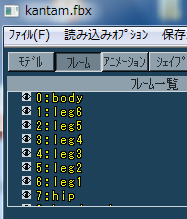 kantam.fbx
ファイル(F) 読み込みオプション 保存
モデル フレーム アニメーション シェイプ
フレーム一覧
0:body
1:leg6
2:leg5
3:leg4
4:leg3
5:leg2
6:leg1
7:hip